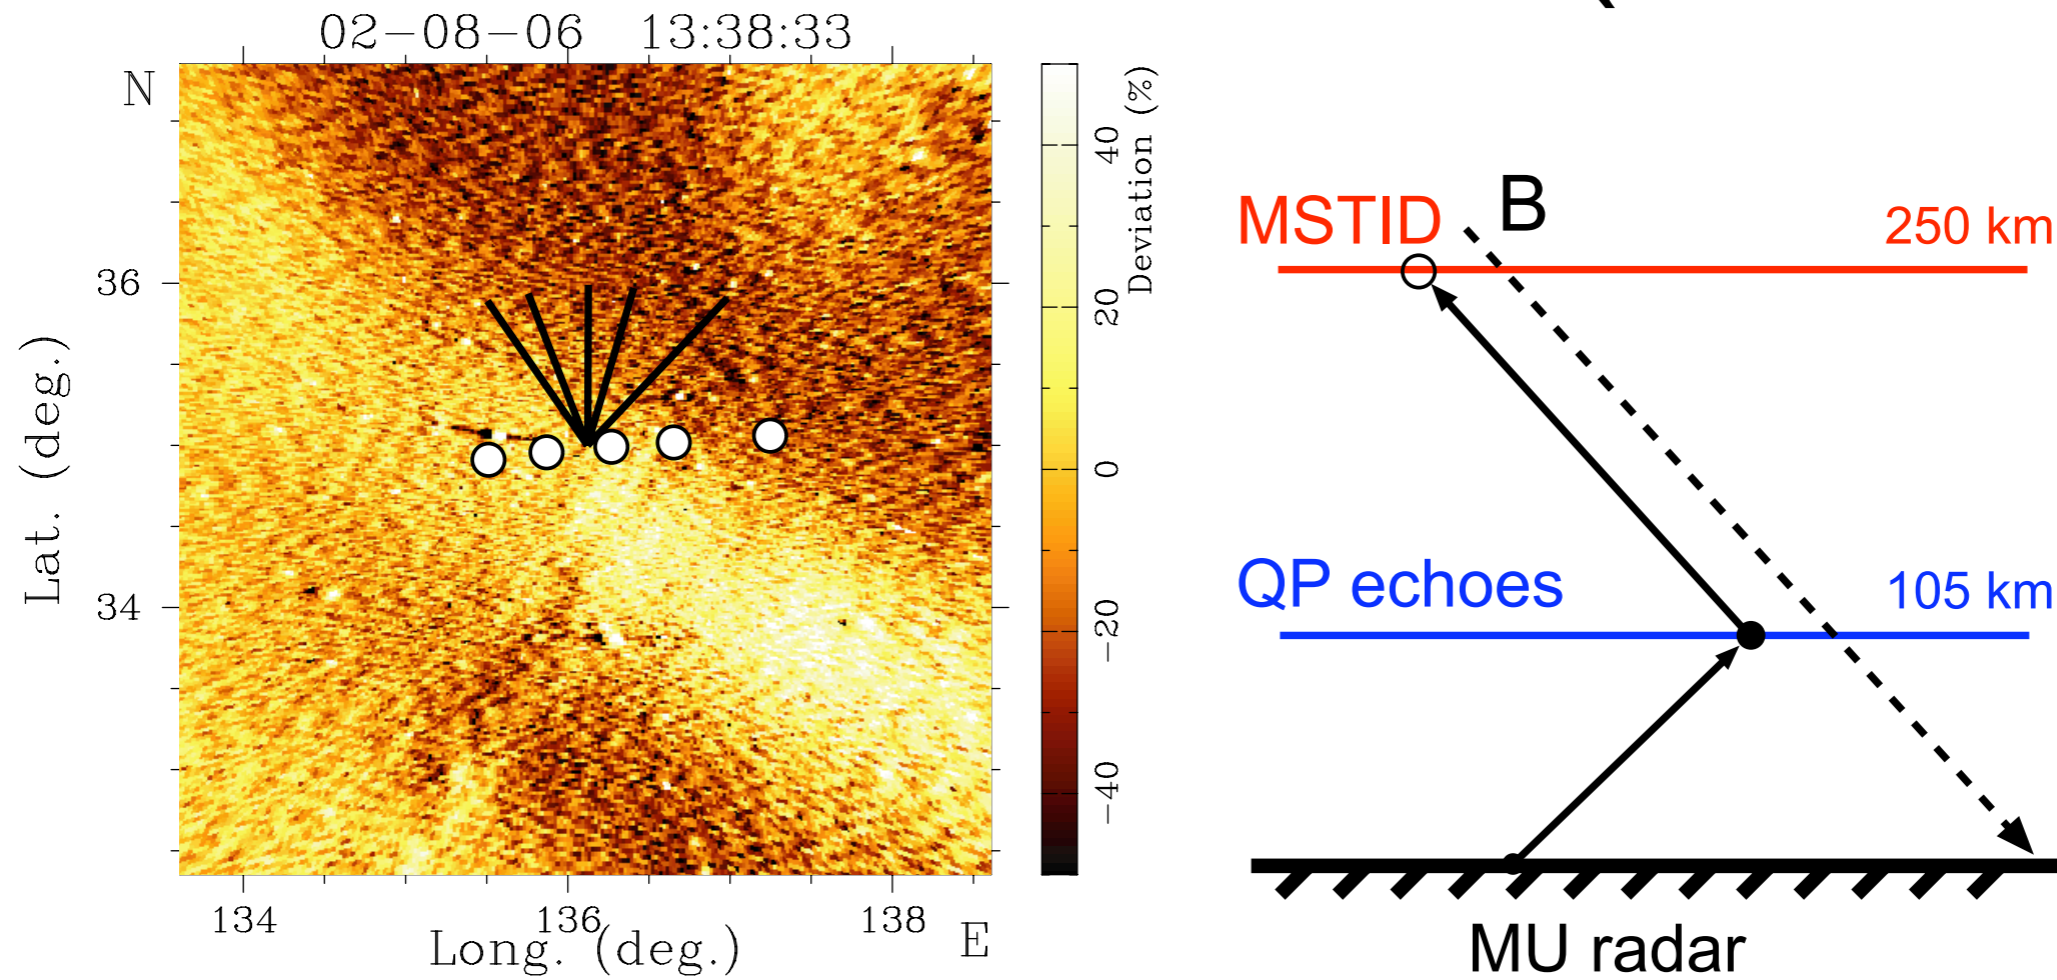 02-08-06 13:38:33
N
36
34
Lat. (deg.)
134
136
138
Long. (deg.)
E
40
20
0
-20
-40
Deviation (%)
MSTID
B
250 km
QP echoes
105 km
MU radar